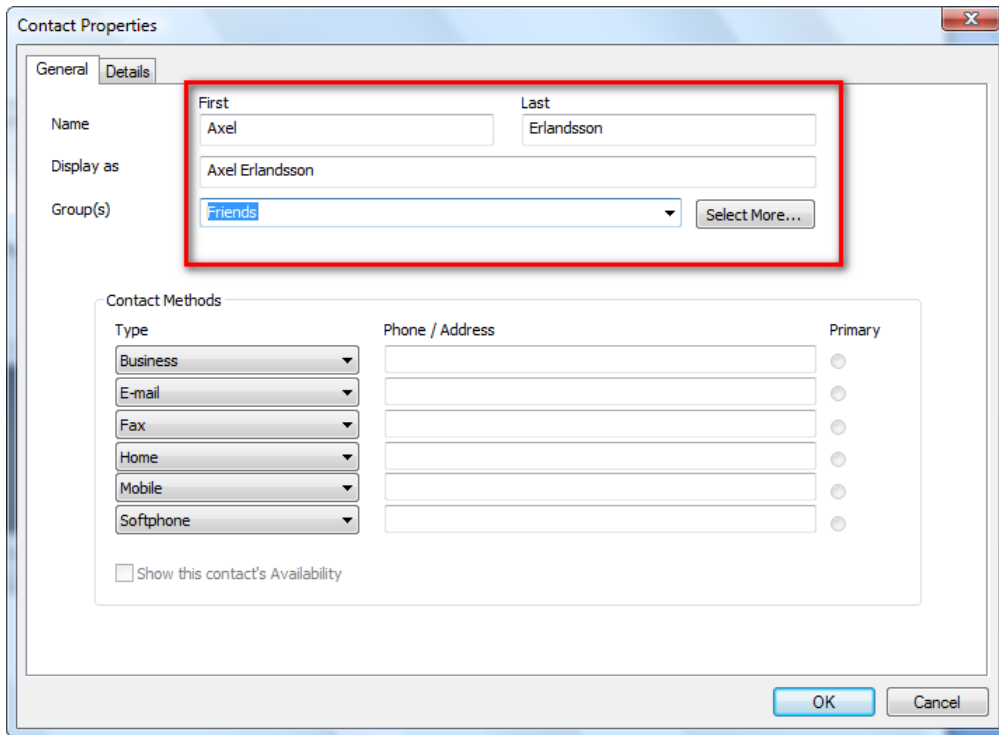 Contact Properties
General Details
First Last
Name Axel Erlandsson
Display as Axel Erlandsson
Group(s) Friends Select More...
Contact Methods
Type Phone / Address Primary
Business
E-mail
Fax
Home
Mobile
Softphone
Show this contact's Availability
OK Cancel